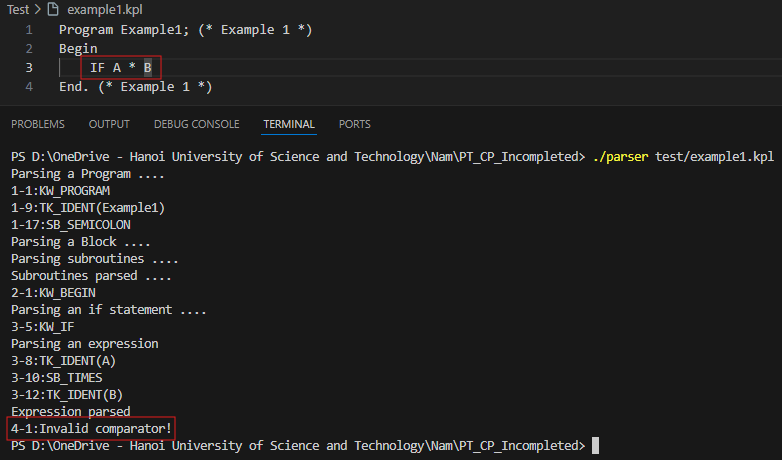 Test > example1.kpl
1 Program Example1; (* Example 1 *)
2 Begin
3 IF A * B
4 End. (* Example 1 *)
PROBLEMS OUTPUT DEBUG CONSOLE TERMINAL PORTS
PS D:\OneDrive - Hanoi University of Science and Technology\Nam\PT_CP_Incompleted> ./parser test/example1.kpl
Parsing a Program ....
1-1:KW_PROGRAM
1-9:TK_IDENT(Example1)
1-17:SB_SEMICOLON
Parsing a Block ....
Parsing subroutines ....
Subroutines parsed ....
2-1:KW_BEGIN
Parsing an if statement ....
3-5:KW_IF
Parsing an expression
3-8:TK_IDENT(A)
3-10:SB_TIMES
3-12:TK_IDENT(B)
Expression parsed
4-1:Invalid comparator!
PS D:\OneDrive - Hanoi University of Science and Technology\Nam\PT_CP_Incompleted>